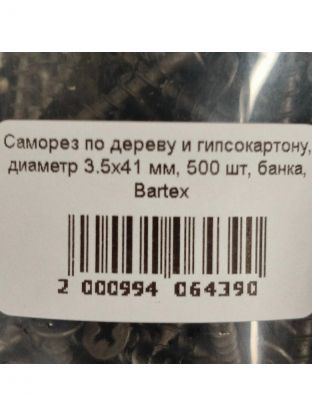 Саморез по дереву и гипсокартону,
диаметр 3.5х41 мм, 500 шт, банка,
Bartex
2 000994 064390